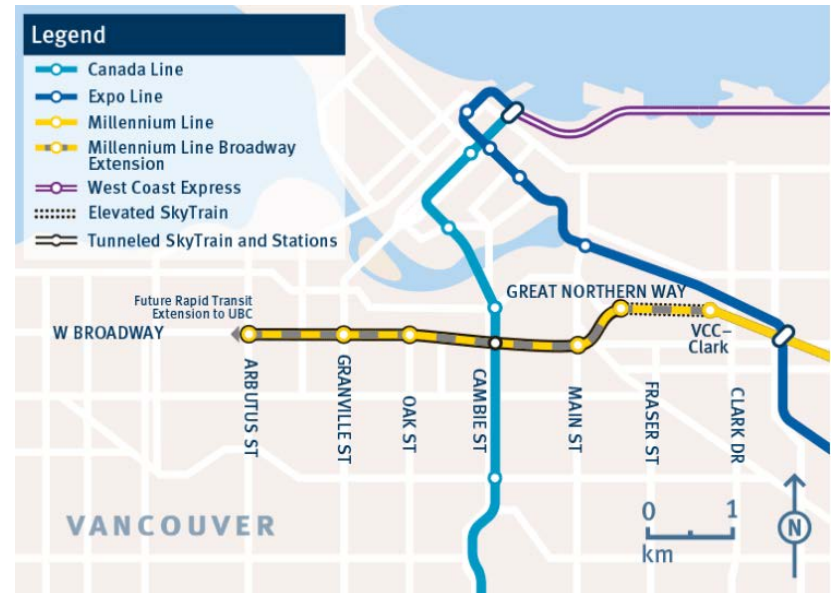 Legend
Canada Line
Expo Line
Millennium Line
Millennium Line Broadway
Extension
West Coast Express
Elevated SkyTrain
Tunneled SkyTrain and Stations
Future Rapid Transit
Extension to UBC
W BROADWAY
GREAT NORTHERN WAY
VCC–
Clark
ARBUTUS ST
GRANVILLE ST
OAK ST
CAMBIE ST
MAIN ST
FRASER ST
CLARK DR
VANCOUVER
0 1
km
N